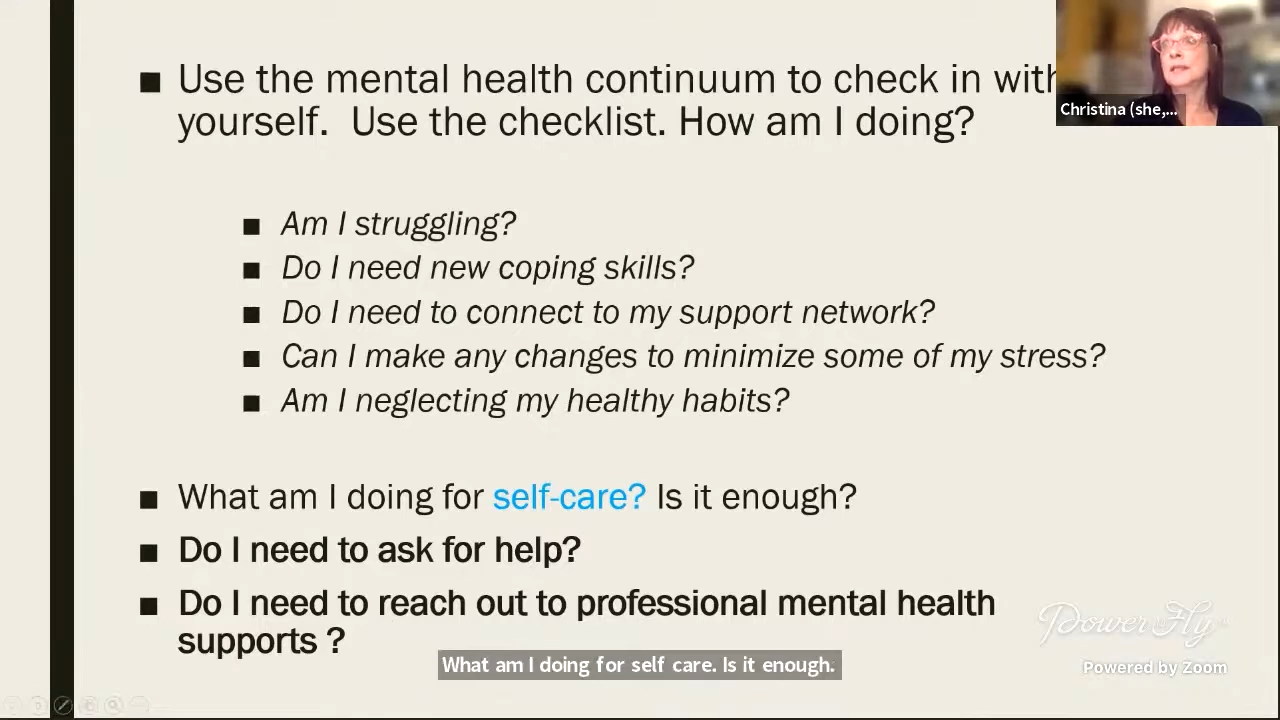 Use the mental health continuum to check in with
yourself. Use the checklist. How am I doing?
Christina (she,...
Am I struggling?
Do I need new coping skills?
Do I need to connect to my support network?
Can I make any changes to minimize some of my stress?
Am I neglecting my healthy habits?
What am I doing for self-care? Is it enough?
Do I need to ask for help?
Do I need to reach out to professional mental health
supports ?
What am I doing for self care. Is it enough.
Power to Fly
Powered by Zoom